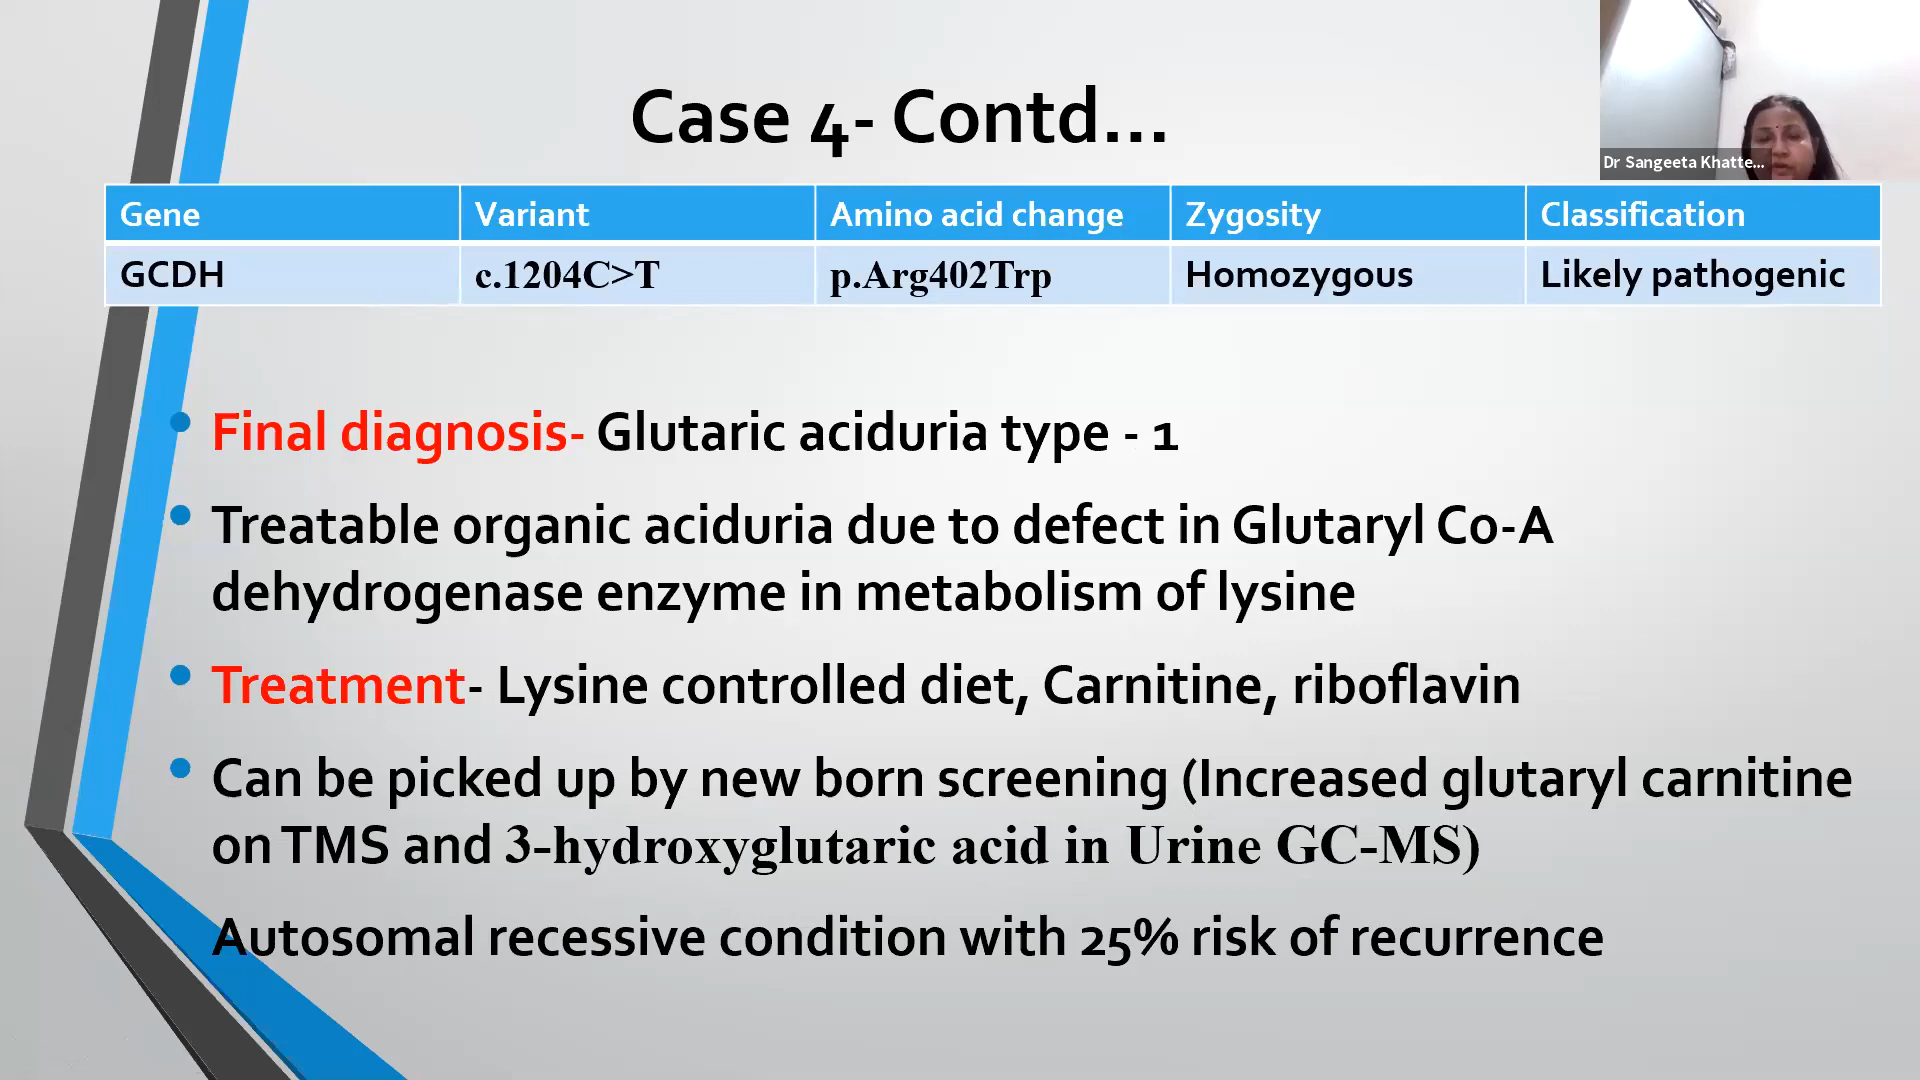 Case 4- Contd...
Dr Sangeeta Khatte...
Gene Variant Amino acid change Zygosity Classification
GCDH c.1204C>T p.Arg402Trp Homozygous Likely pathogenic
• Final diagnosis- Glutaric aciduria type - 1
• Treatable organic aciduria due to defect in Glutaryl Co-A
dehydrogenase enzyme in metabolism of lysine
• Treatment- Lysine controlled diet, Carnitine, riboflavin
• Can be picked up by new born screening (Increased glutaryl carnitine
on TMS and 3-hydroxyglutaric acid in Urine GC-MS)
Autosomal recessive condition with 25% risk of recurrence